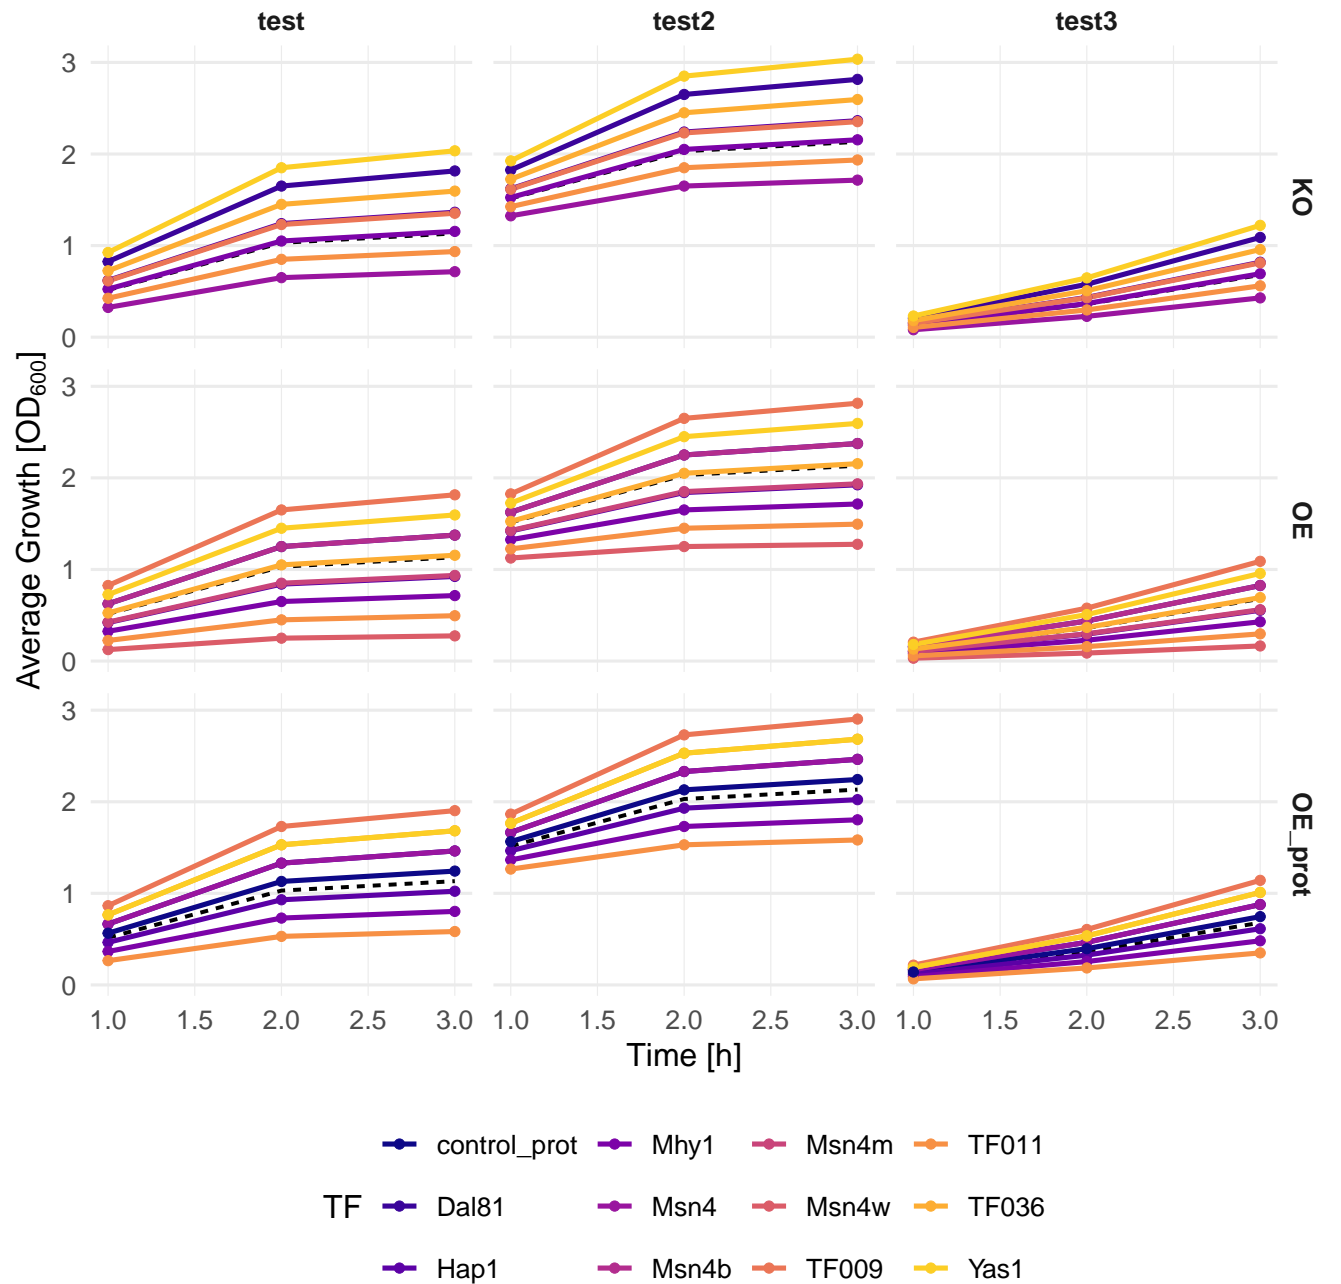 test test2 test3
3
2
1
0
KO
3
2
1
0
OE
3
2
1
0
OE_prot
Average Growth [OD600]
1.0 1.5 2.0 2.5 3.0 1.0 1.5 2.0 2.5 3.0 1.0 1.5 2.0 2.5 3.0
Time [h]
TF
control_prot Mhy1 Msn4m TF011
Dal81 Msn4 Msn4w TF036
Hap1 Msn4b TF009 Yas1